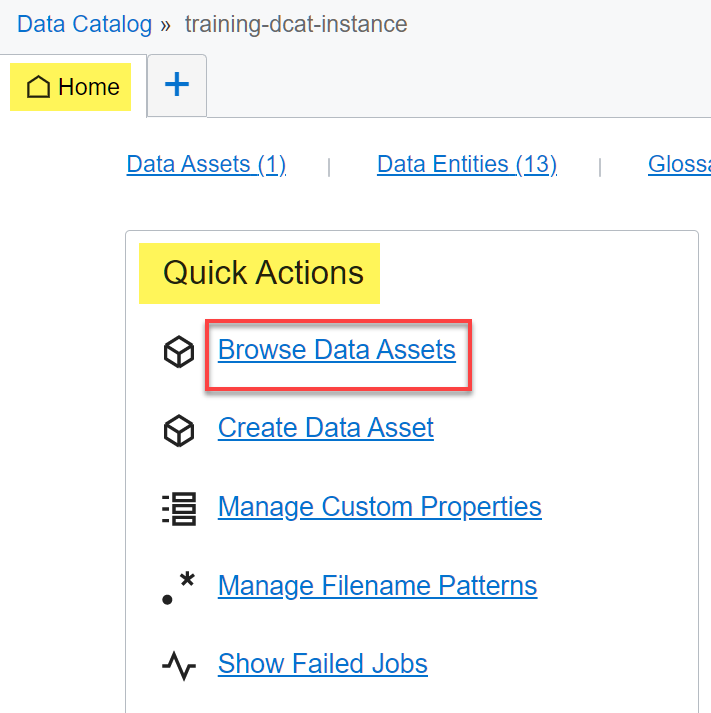 Data Catalog » training-dcat-instance
Home +
Data Assets (1) | Data Entities (13) | Glossa
Quick Actions
Browse Data Assets
Create Data Asset
Manage Custom Properties
Manage Filename Patterns
Show Failed Jobs